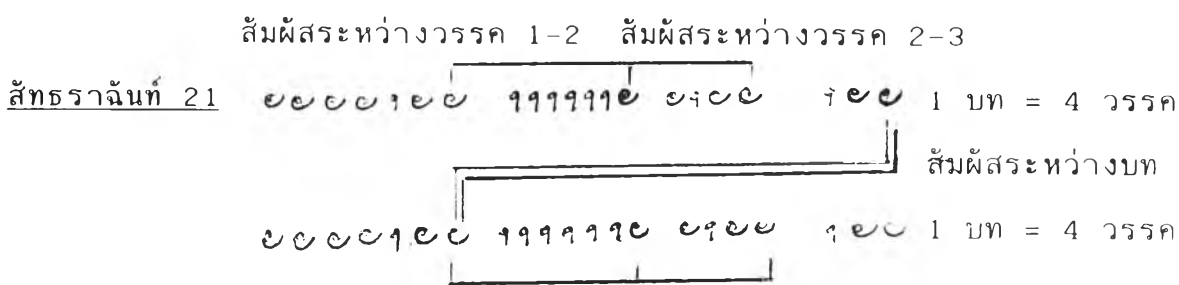 สัมผัสระหว่างวรรค 1-2 สัมผัสระหว่างวรรค 2-3
สัทธราฉันท์ 21 1 บท = 4 วรรค
สัมผัสระหว่างบท
1 บท = 4 วรรค